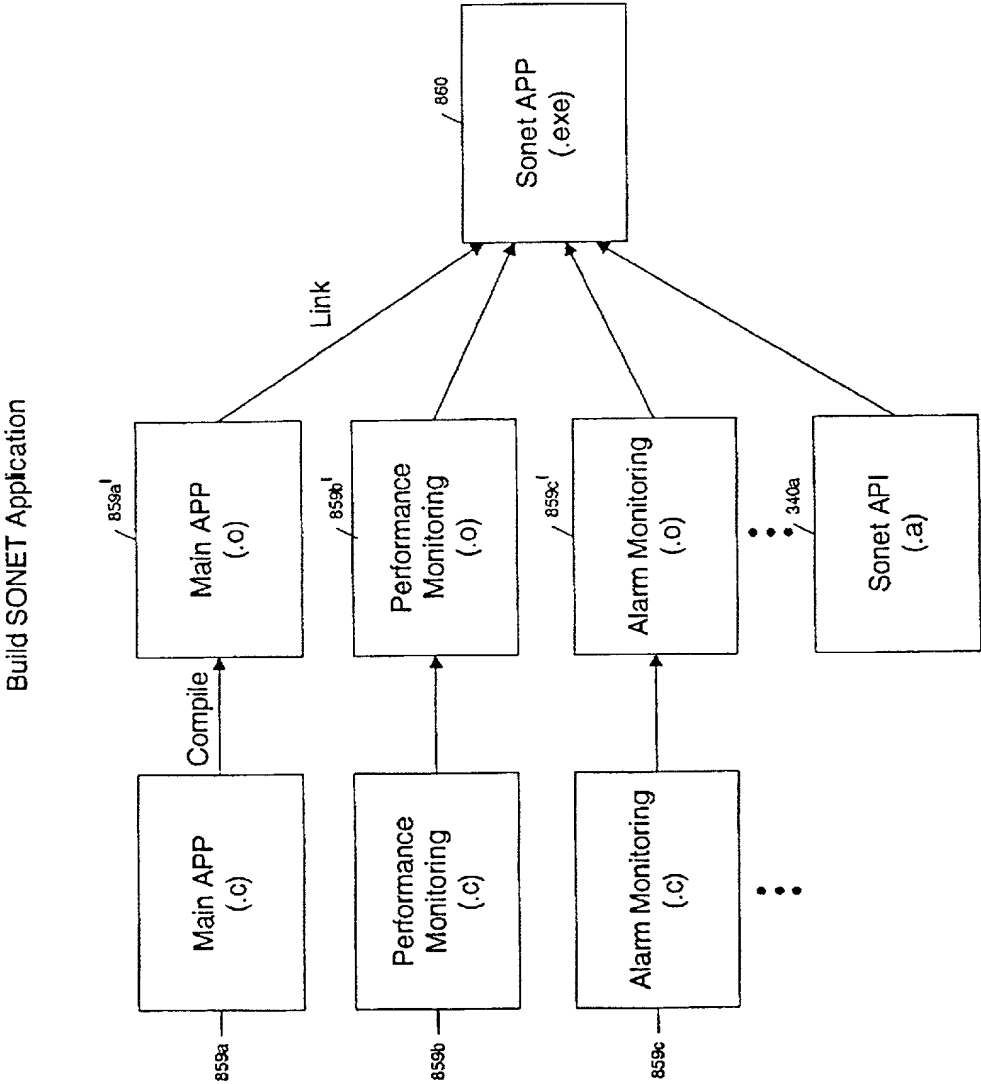 Build SONET Application
859a
Main APP
(.c)
Compile
859a'
Main APP
(.o)
Link
859b
Performance
Monitoring
(.c)
859b'
Performance
Monitoring
(.o)
859c
Alarm Monitoring
(.c)
859c'
Alarm Monitoring
(.o)
340a
Sonet API
(.a)
860
Sonet APP
(.exe)